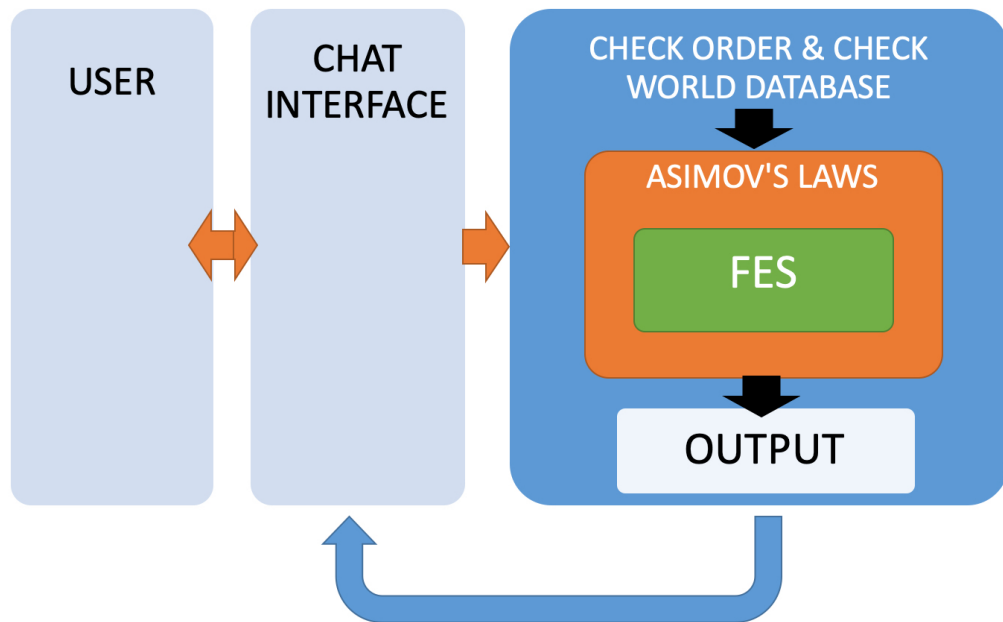 USER
CHAT
INTERFACE
CHECK ORDER & CHECK
WORLD DATABASE
ASIMOV'S LAWS
FES
OUTPUT